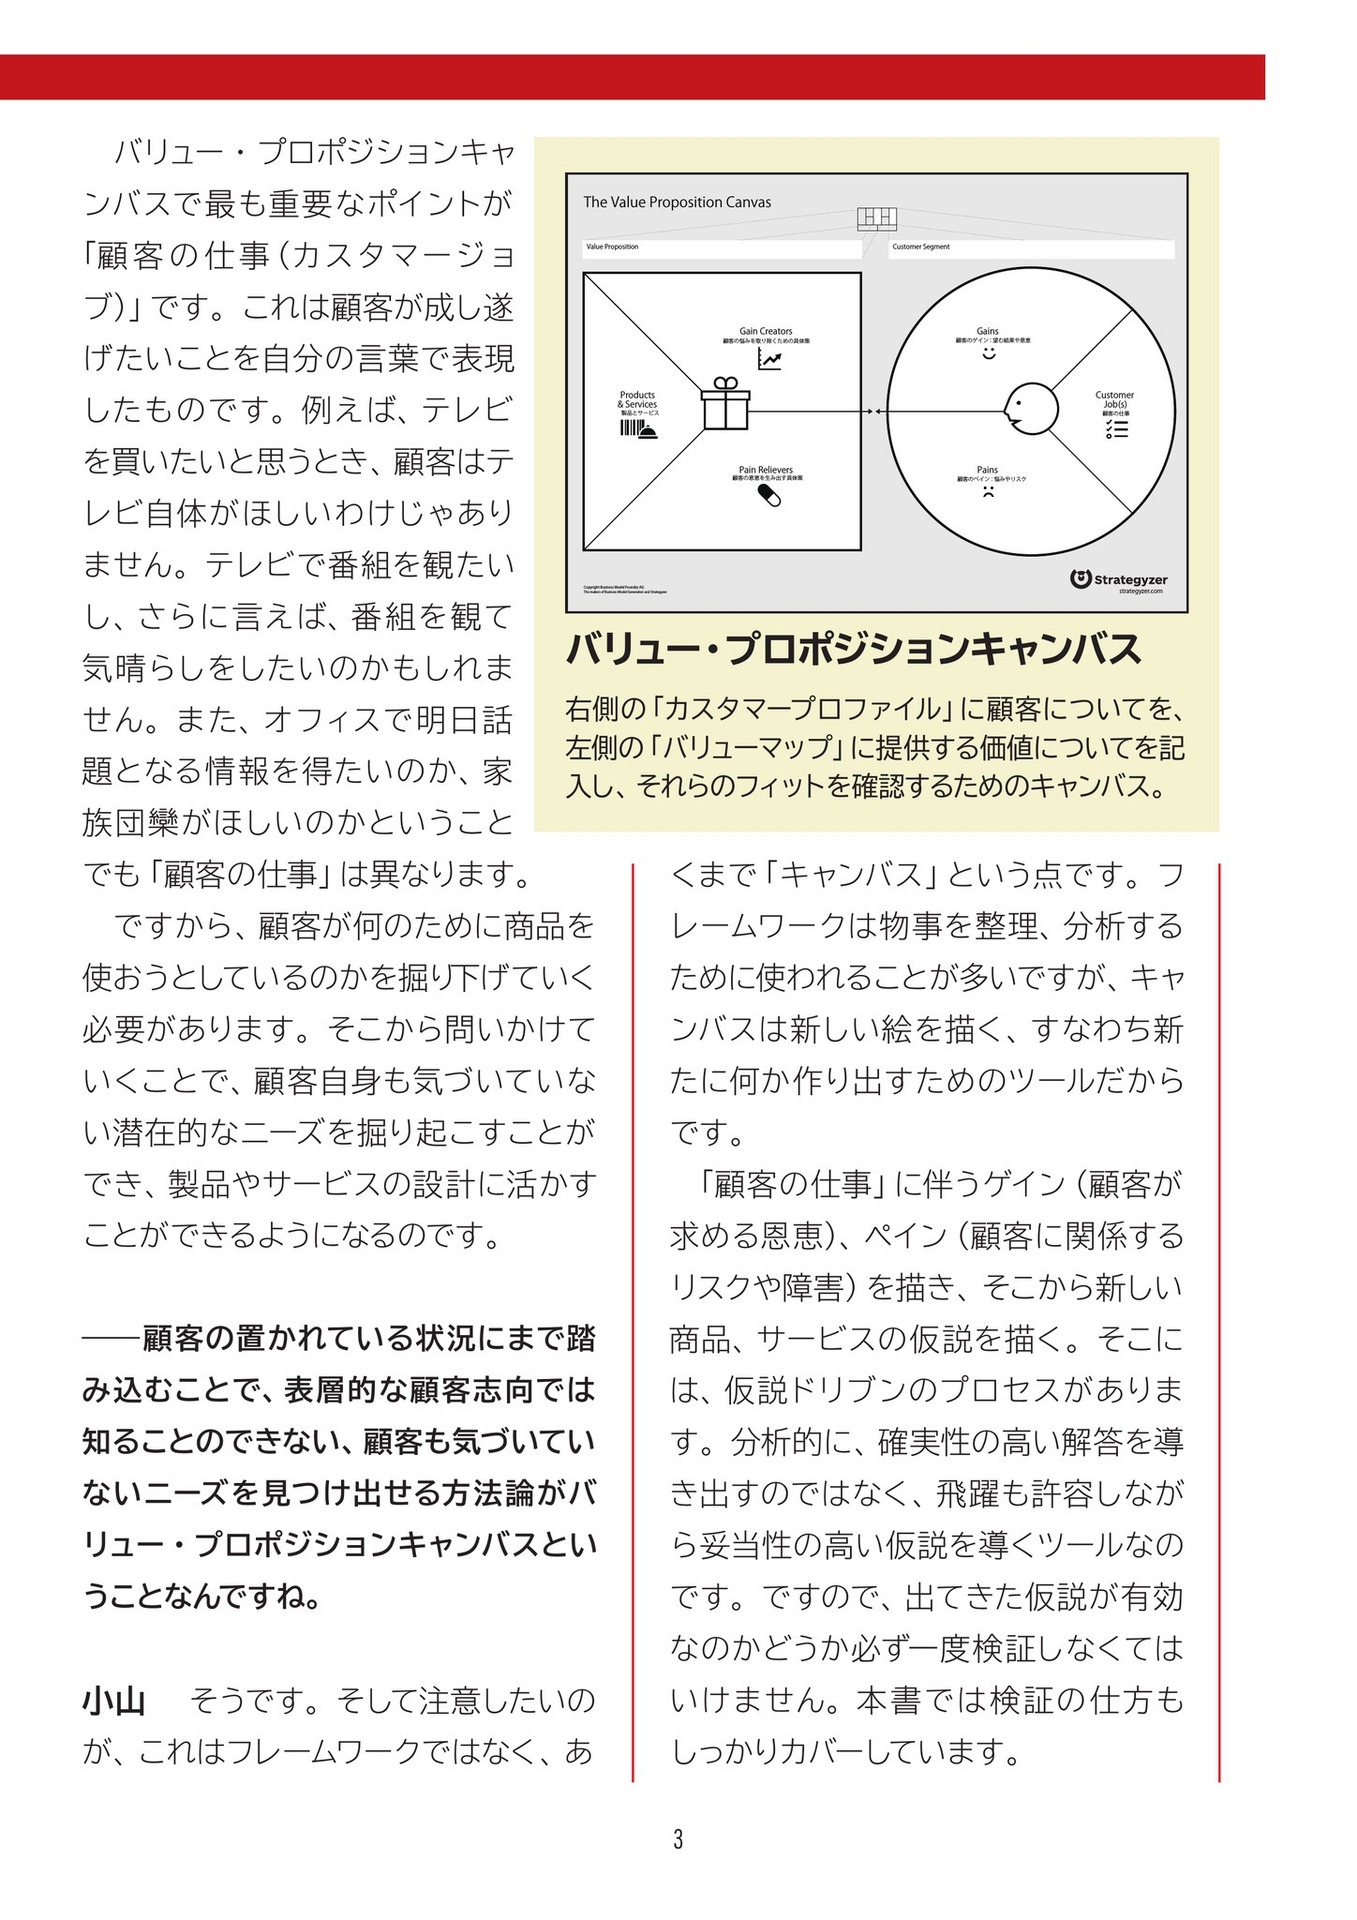 バリュー・プロポジションキャ
ンバスで最も重要なポイントが
「顧客の仕事（カスタマージョ
ブ）」です。これは顧客が成し遂
げたいことを自分の言葉で表現
したものです。例えば、テレビ
を買いたいと思うとき、顧客はテ
レビ自体がほしいわけじゃあり
ません。テレビで番組を観たい
し、さらに言えば、番組を観て
気晴らしをしたいのかもしれま
せん。また、オフィスで明日話
題となる情報を得たいのか、家
族団欒がほしいのかということ
でも「顧客の仕事」は異なります。
ですから、顧客が何のために商品を
使おうとしているのかを掘り下げていく
必要があります。そこから問いかけて
いくことで、顧客自身も気づいていな
い潜在的なニーズを掘り起こすことが
でき、製品やサービスの設計に活かす
ことができるようになるのです。
――顧客の置かれている状況にまで踏
み込むことで、表層的な顧客志向では
知ることのできない、顧客も気づいてい
ないニーズを見つけ出せる方法論がバ
リュー・プロポジションキャンバスとい
うことなんですね。
小山　そうです。そして注意したいの
が、これはフレームワークではなく、あ
The Value Proposition Canvas
Value Proposition
Customer Segment
Gain Creators
顧客の悩みを取り除くための具体策
Products
& Services
製品とサービス
Pain Relievers
顧客の恩恵を生み出す具体策
Gains
顧客のゲイン：望む結果や恩恵
Customer
Job(s)
顧客の仕事
Pains
顧客のペイン：悩みやリスク
Copyright Business Model Foundry AG
The makers of Business Model Generation and Strategyzer
Strategyzer
strategyzer.com
バリュー・プロポジションキャンバス
右側の「カスタマープロファイル」に顧客についてを、
左側の「バリューマップ」に提供する価値についてを記
入し、それらのフィットを確認するためのキャンバス。
くまで「キャンバス」という点です。フ
レームワークは物事を整理、分析する
ために使われることが多いですが、キャ
ンバスは新しい絵を描く、すなわち新
たに何か作り出すためのツールだから
です。
「顧客の仕事」に伴うゲイン（顧客が
求める恩恵）、ペイン（顧客に関係する
リスクや障害）を描き、そこから新しい
商品、サービスの仮説を描く。そこに
は、仮説ドリブンのプロセスがありま
す。分析的に、確実性の高い解答を導
き出すのではなく、飛躍も許容しなが
ら妥当性の高い仮説を導くツールなの
です。ですので、出てきた仮説が有効
なのかどうか必ず一度検証しなくては
いけません。本書では検証の仕方も
しっかりカバーしています。
3